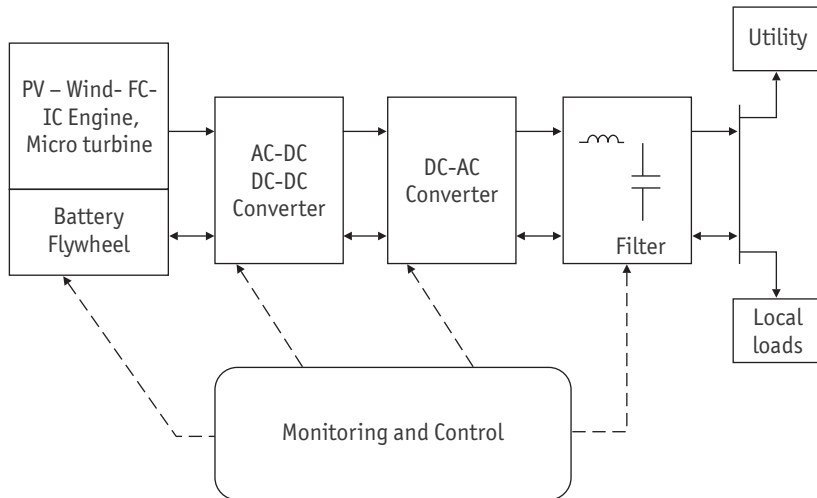 PV – Wind- FC-
IC Engine,
Micro turbine
Battery
Flywheel
AC-DC
DC-DC
Converter
DC-AC
Converter
Filter
Utility
Local
loads
Monitoring and Control